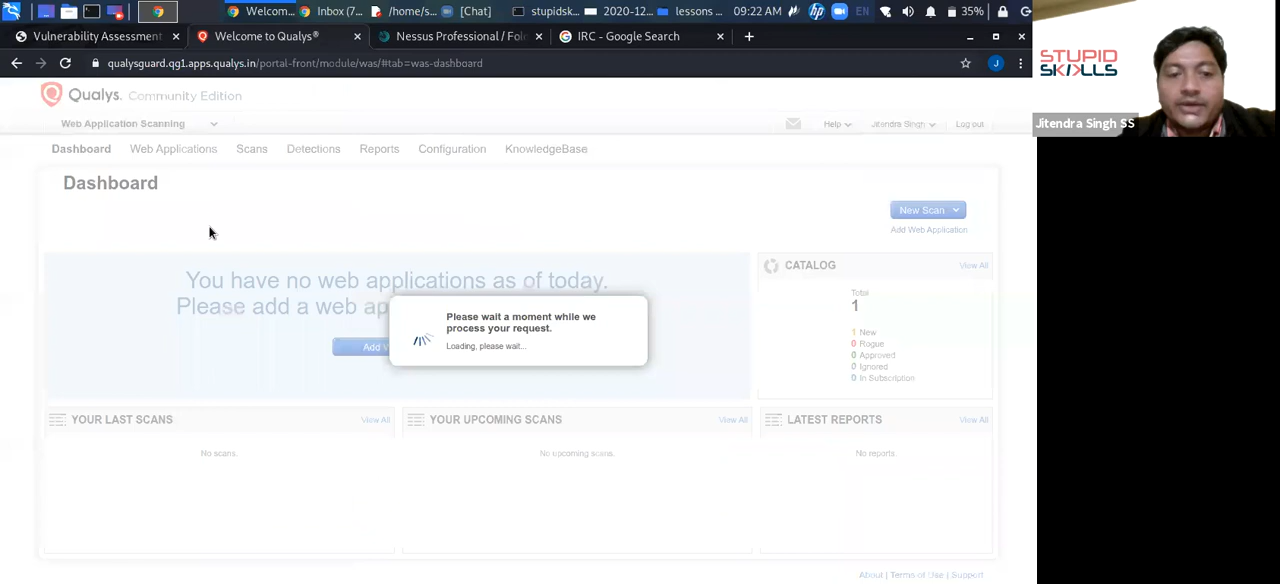 Welcom...
Inbox (7...
/home/s...
[Chat]
stupidsk...
2020-12...
lessons ...
09:22 AM
hp
EN
35%
Vulnerability Assessment
Welcome to Qualys®
Nessus Professional / Fol
IRC - Google Search
qualysguard.qg1.apps.qualys.in/portal-front/module/was/#tab=was-dashboard
J
STUPID
SKILLS
Jitendra Singh SS
Qualys. Community Edition
Web Application Scanning
Help
Jitendra Singh
Log out
Dashboard
Web Applications
Scans
Detections
Reports
Configuration
KnowledgeBase
Dashboard
New Scan
Add Web Application
You have no web applications as of today.
Please add a web ap
Add W
Please wait a moment while we
process your request.
Loading, please wait...
CATALOG
View All
Total
1
1 New
0 Rogue
0 Approved
0 Ignored
0 In Subscription
YOUR LAST SCANS
View All
No scans.
YOUR UPCOMING SCANS
View All
No upcoming scans.
LATEST REPORTS
View All
No reports.
About | Terms of Use | Support